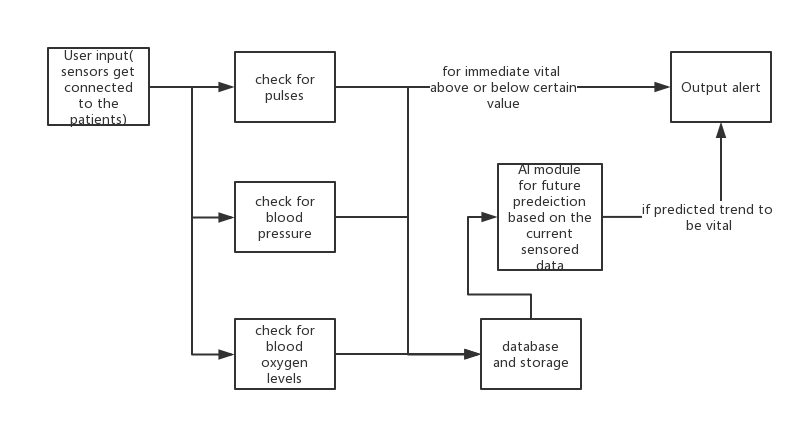 User input(
sensors get
connected
to the
patients)
check for
pulses
for immediate vital
above or below certain
value
Output alert
check for
blood
pressure
AI module
for future
predeiction
based on the
current
sensored
data
if predicted trend to
be vital
check for
blood
oxygen
levels
database
and storage